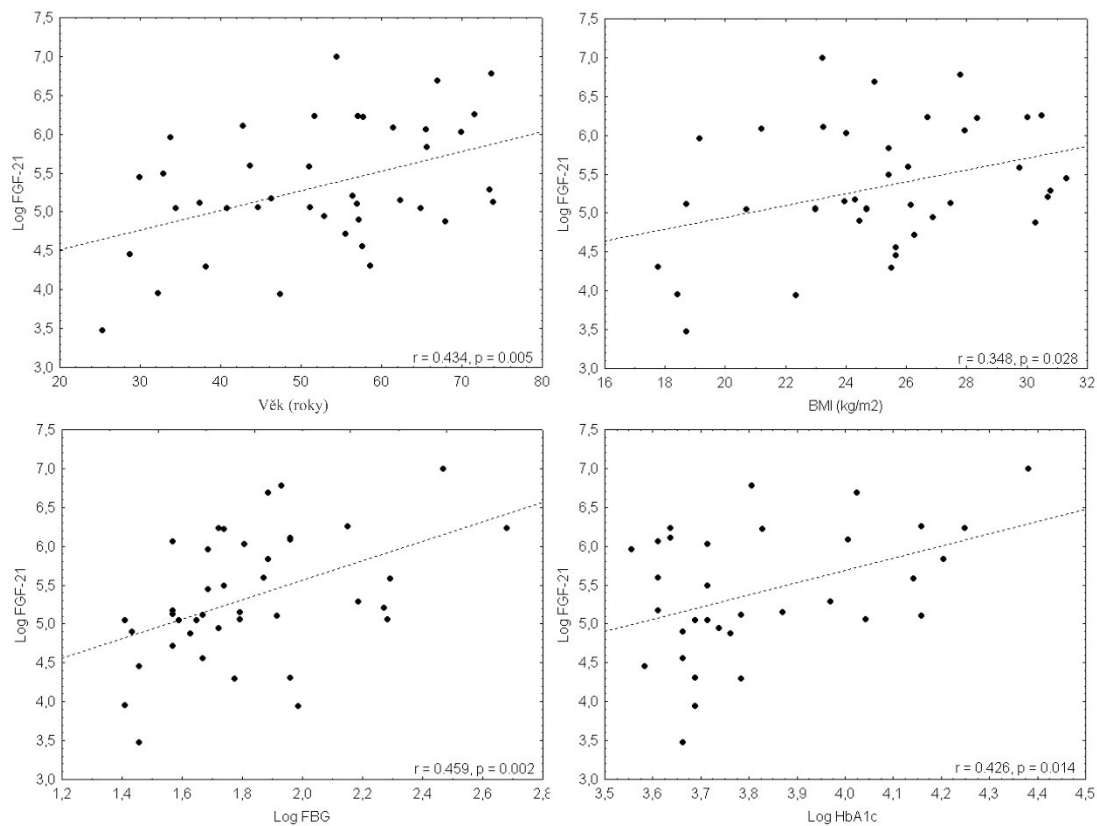 7,5
7,0
6,5
6,0
5,5
5,0
4,5
4,0
3,5
3,0
Log FGF-21
20 30 40 50 60 70 80
Věk (roky)
r = 0.434, p = 0.005
7,5
7,0
6,5
6,0
5,5
5,0
4,5
4,0
3,5
3,0
Log FGF-21
16 18 20 22 24 26 28 30 32
BMI (kg/m2)
r = 0.348, p = 0.028
7,5
7,0
6,5
6,0
5,5
5,0
4,5
4,0
3,5
3,0
Log FGF-21
1,2 1,4 1,6 1,8 2,0 2,2 2,4 2,6 2,8
Log FBG
r = 0.459, p = 0.002
7,5
7,0
6,5
6,0
5,5
5,0
4,5
4,0
3,5
3,0
Log FGF-21
3,5 3,6 3,7 3,8 3,9 4,0 4,1 4,2 4,3 4,4 4,5
Log HbA1c
r = 0.426, p = 0.014